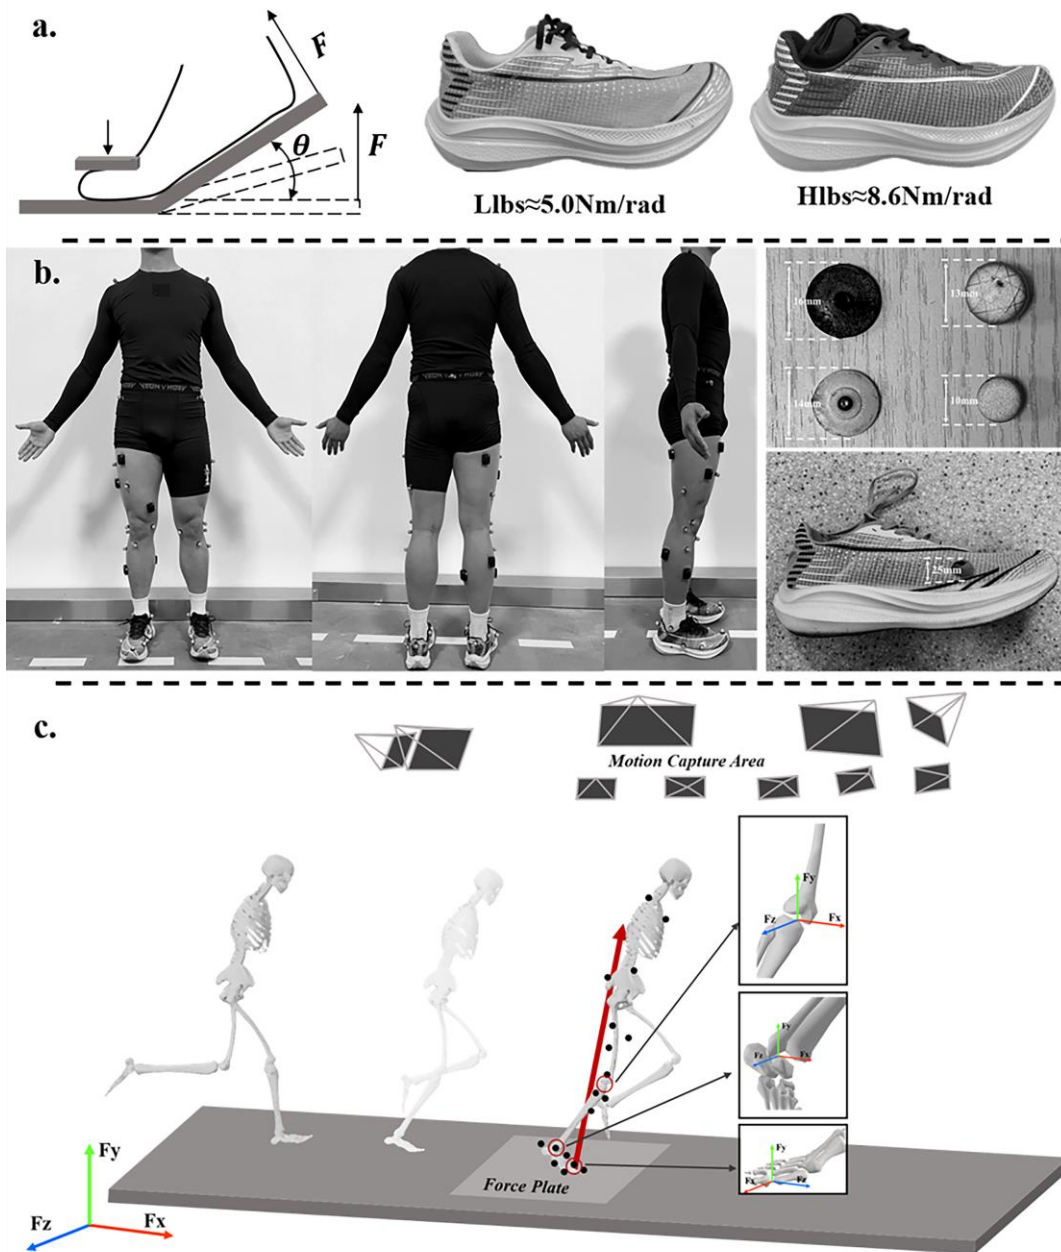 a.
F
θ
F
Llbs≈5.0Nm/rad
Hlbs≈8.6Nm/rad
b.
16mm
13mm
14mm
10mm
25mm
c.
Motion Capture Area
Fy
Fz
Fx
Fy
Fz
Fx
Fy
Fx
Fz
Force Plate
Fy
Fz
Fx